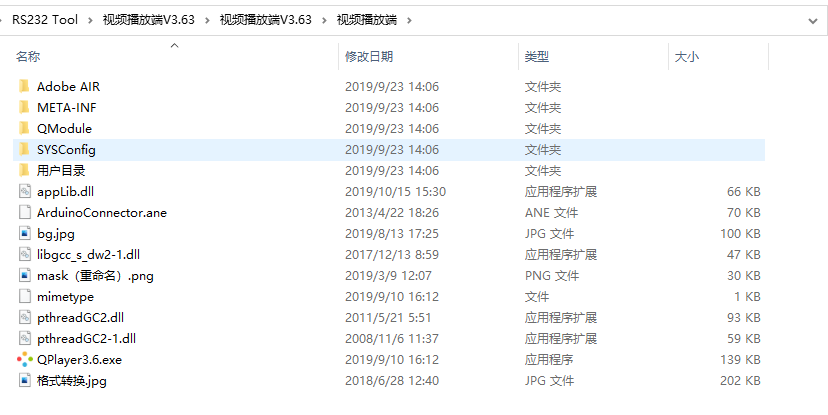 RS232 Tool > 视频播放端V3.63 > 视频播放端V3.63 > 视频播放端 >
名称 修改日期 类型 大小
Adobe AIR 2019/9/23 14:06 文件夹
META-INF 2019/9/23 14:06 文件夹
QModule 2019/9/23 14:06 文件夹
SYSConfig 2019/9/23 14:06 文件夹
用户目录 2019/9/23 14:06 文件夹
appLib.dll 2019/10/15 15:30 应用程序扩展 66 KB
ArduinoConnector.ane 2013/4/22 18:26 ANE 文件 70 KB
bg.jpg 2019/8/13 17:25 JPG 文件 100 KB
libgcc_s_dw2-1.dll 2017/12/13 8:59 应用程序扩展 47 KB
mask（重命名）.png 2019/3/9 12:07 PNG 文件 30 KB
mimetype 2019/9/10 16:12 文件 1 KB
pthreadGC2.dll 2011/5/21 5:51 应用程序扩展 93 KB
pthreadGC2-1.dll 2008/11/6 11:37 应用程序扩展 59 KB
QPlayer3.6.exe 2019/9/10 16:12 应用程序 139 KB
格式转换.jpg 2018/6/28 12:40 JPG 文件 202 KB